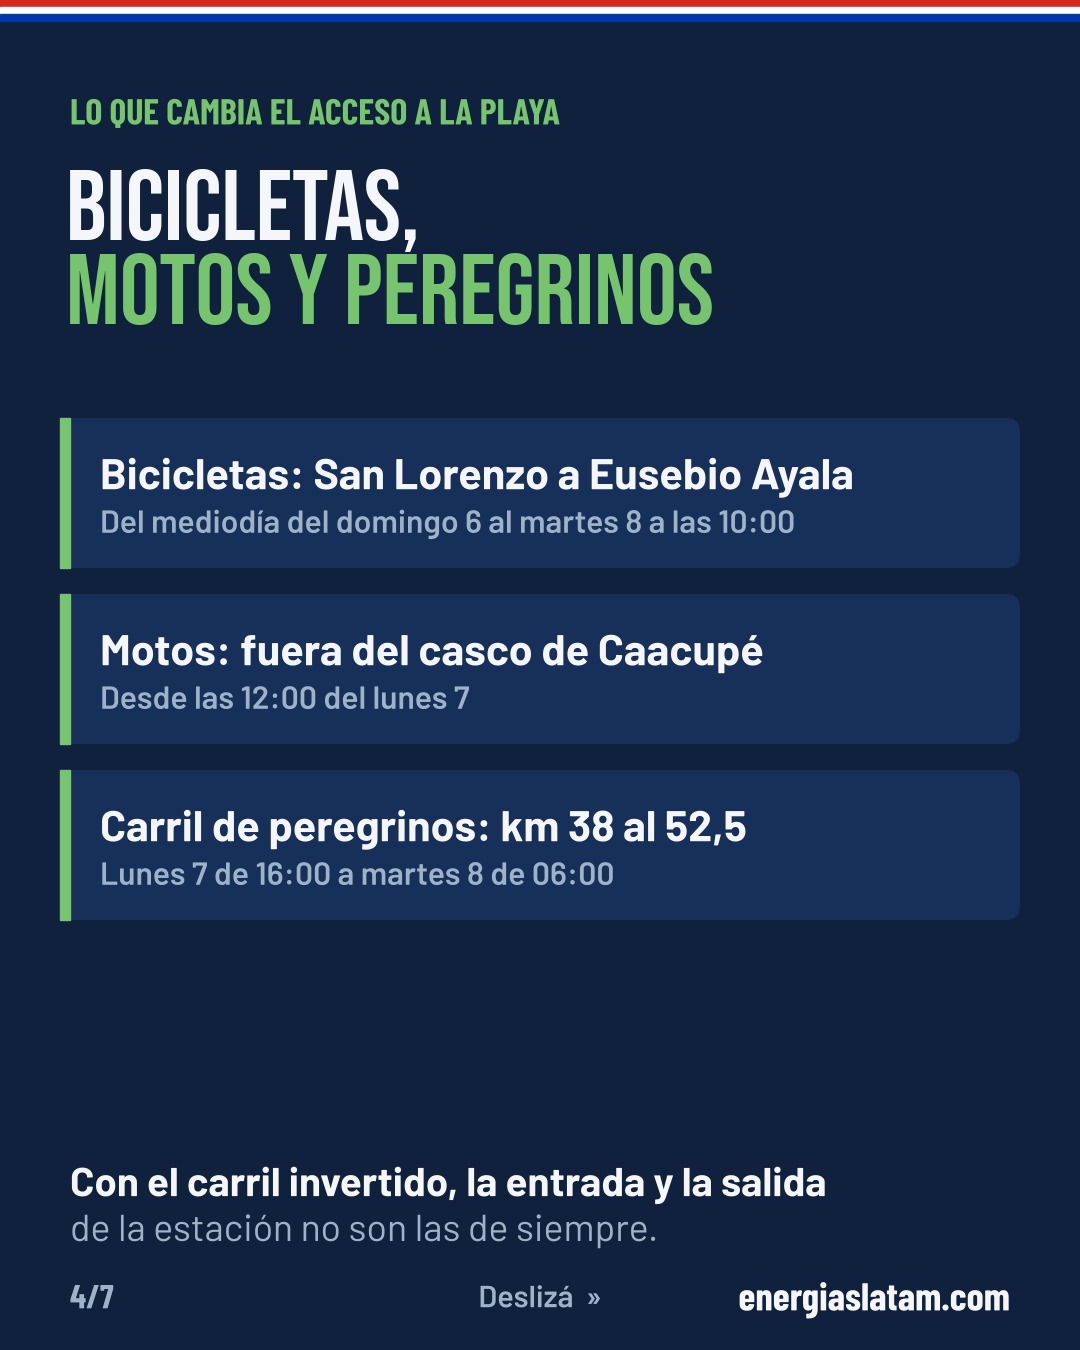 LO QUE CAMBIA EL ACCESO A LA PLAYA
BICICLETAS,
MOTOS Y PEREGRINOS
Bicicletas: San Lorenzo a Eusebio Ayala
Del mediodía del domingo 6 al martes 8 a las 10:00
Motos: fuera del casco de Caacupé
Desde las 12:00 del lunes 7
Carril de peregrinos: km 38 al 52,5
Lunes 7 de 16:00 a martes 8 de 06:00
Con el carril invertido, la entrada y la salida
de la estación no son las de siempre.
4/7
Deslizá »
energiaslatam.com